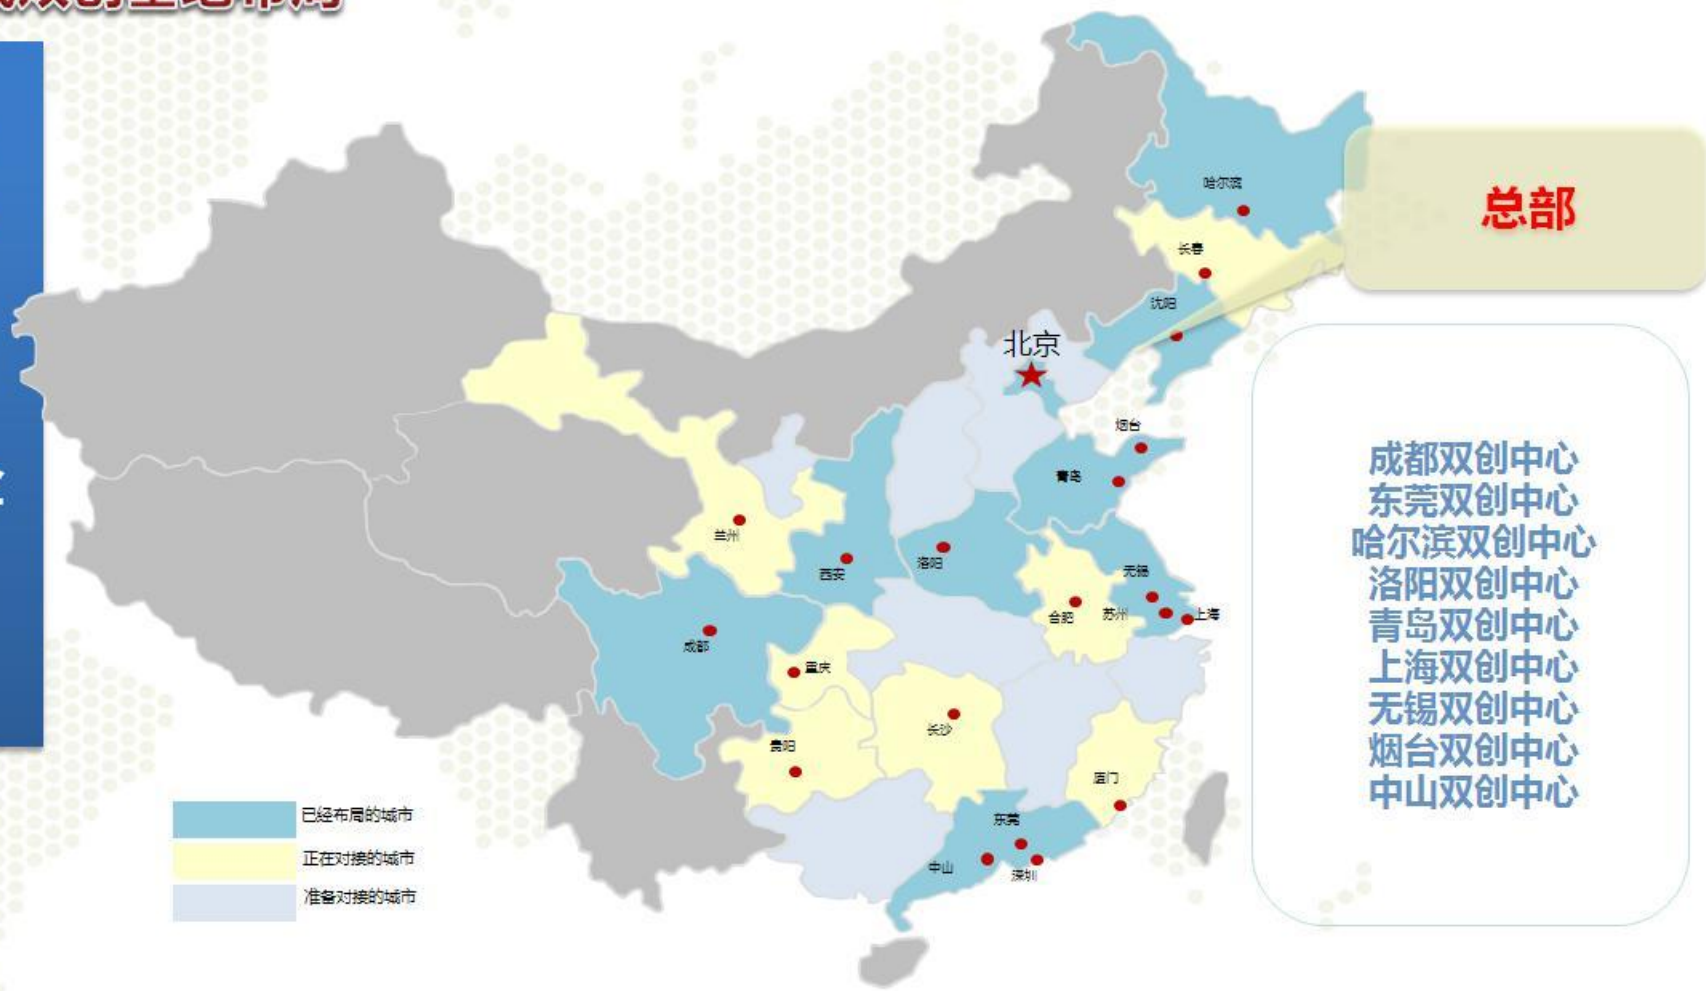 双创基地布局
总部
哈尔滨
长春
沈阳
北京
烟台
青岛
兰州
西安
洛阳
无锡
合肥
苏州
上海
成都
重庆
长沙
贵阳
厦门
东莞
中山
深圳
成都双创中心
东莞双创中心
哈尔滨双创中心
洛阳双创中心
青岛双创中心
上海双创中心
无锡双创中心
烟台双创中心
中山双创中心
已经布局的城市
正在对接的城市
准备对接的城市